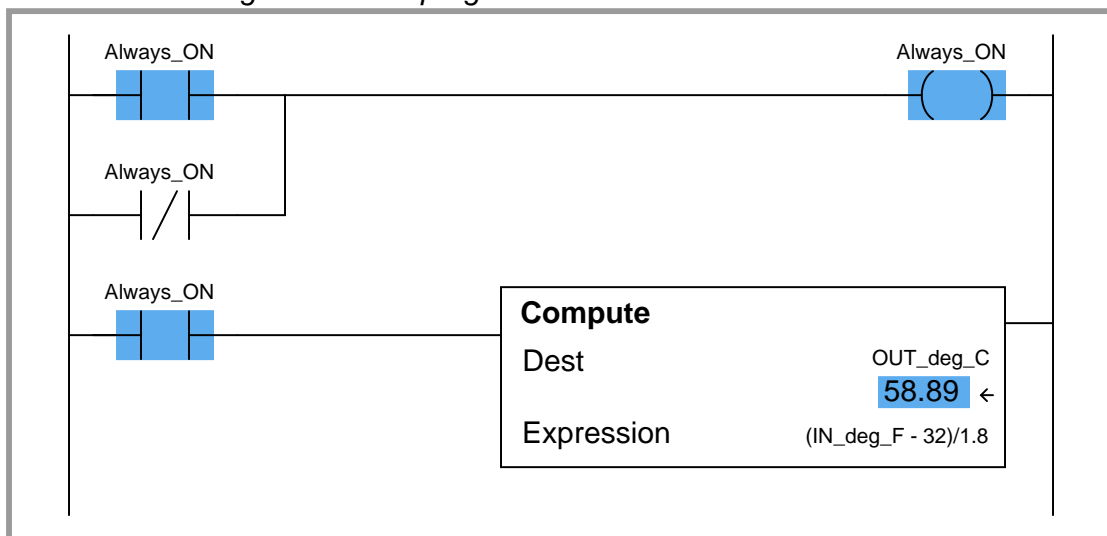 Always_ON Always_ON
Always_ON
Always_ON
Compute
Dest OUT_deg_C
58.89 ←
Expression (IN_deg_F - 32)/1.8